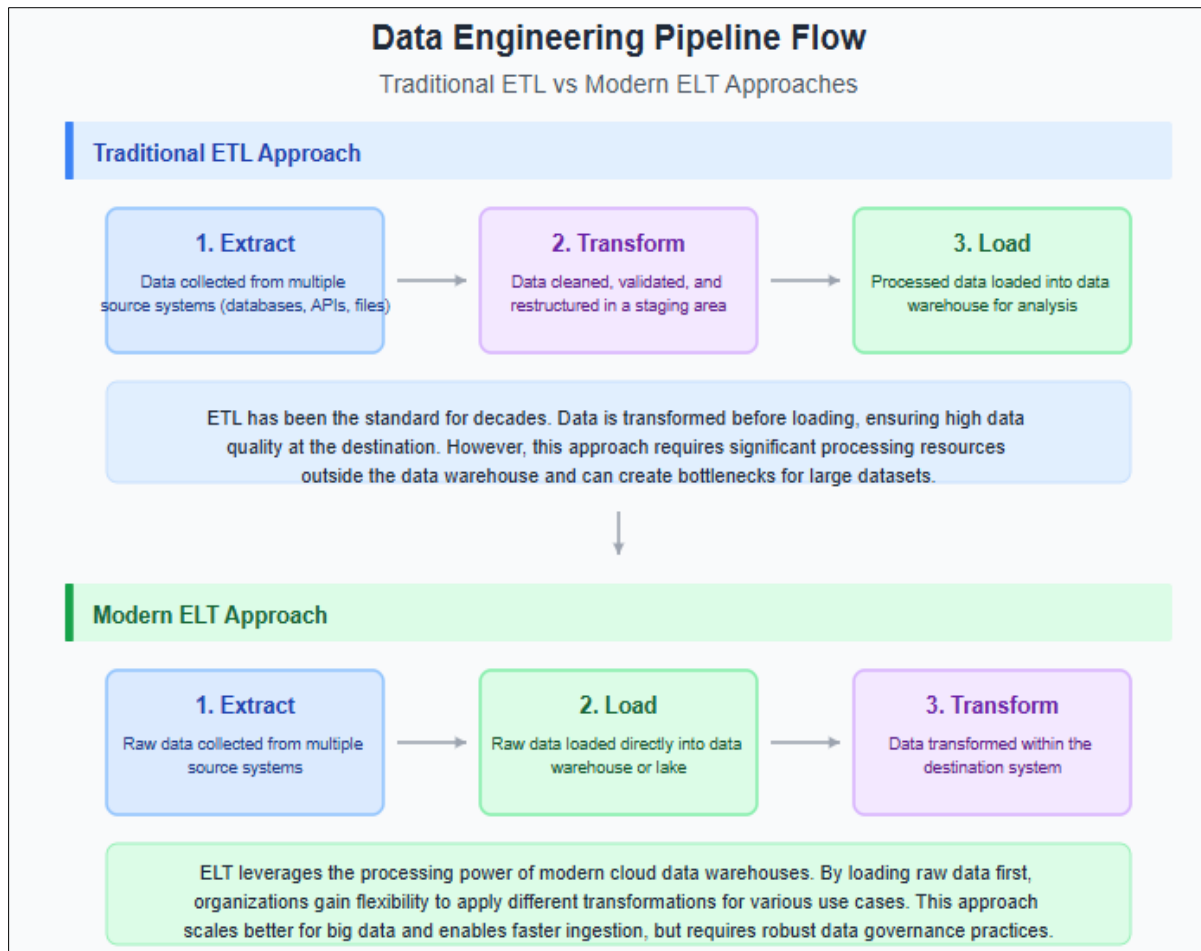 Data Engineering Pipeline Flow
Traditional ETL vs Modern ELT Approaches
Traditional ETL Approach
1. Extract
Data collected from multiple
source systems (databases, APIs, files)
2. Transform
Data cleaned, validated, and
restructured in a staging area
3. Load
Processed data loaded into data
warehouse for analysis
ETL has been the standard for decades. Data is transformed before loading, ensuring high data
quality at the destination. However, this approach requires significant processing resources
outside the data warehouse and can create bottlenecks for large datasets.
Modern ELT Approach
1. Extract
Raw data collected from multiple
source systems
2. Load
Raw data loaded directly into data
warehouse or lake
3. Transform
Data transformed within the
destination system
ELT leverages the processing power of modern cloud data warehouses. By loading raw data first,
organizations gain flexibility to apply different transformations for various use cases. This approach
scales better for big data and enables faster ingestion, but requires robust data governance practices.